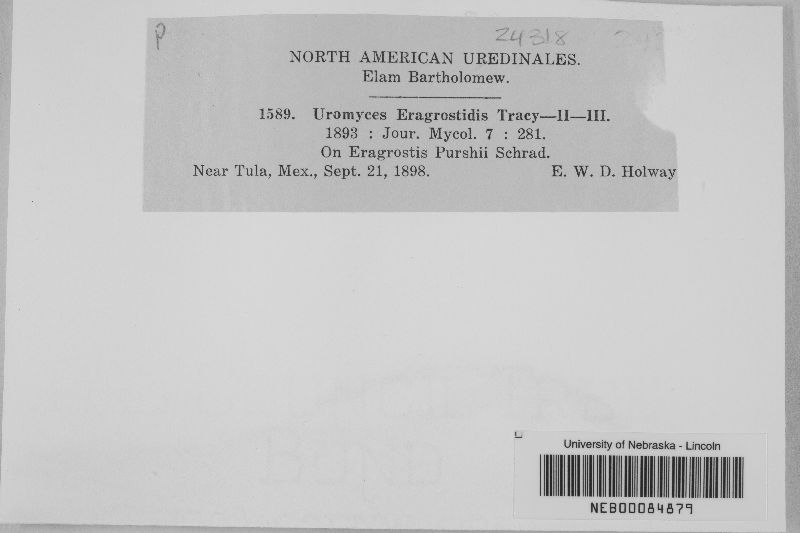 P
24318
NORTH AMERICAN UREDINALES.
Elam Bartholomew.
1589. Uromyces Eragrostidis Tracy—II—III.
1893 : Jour. Mycol. 7 : 281.
On Eragrostis Purshii Schrad.
Near Tula, Mex., Sept. 21, 1898. E. W. D. Holway
University of Nebraska - Lincoln
NEB00084879